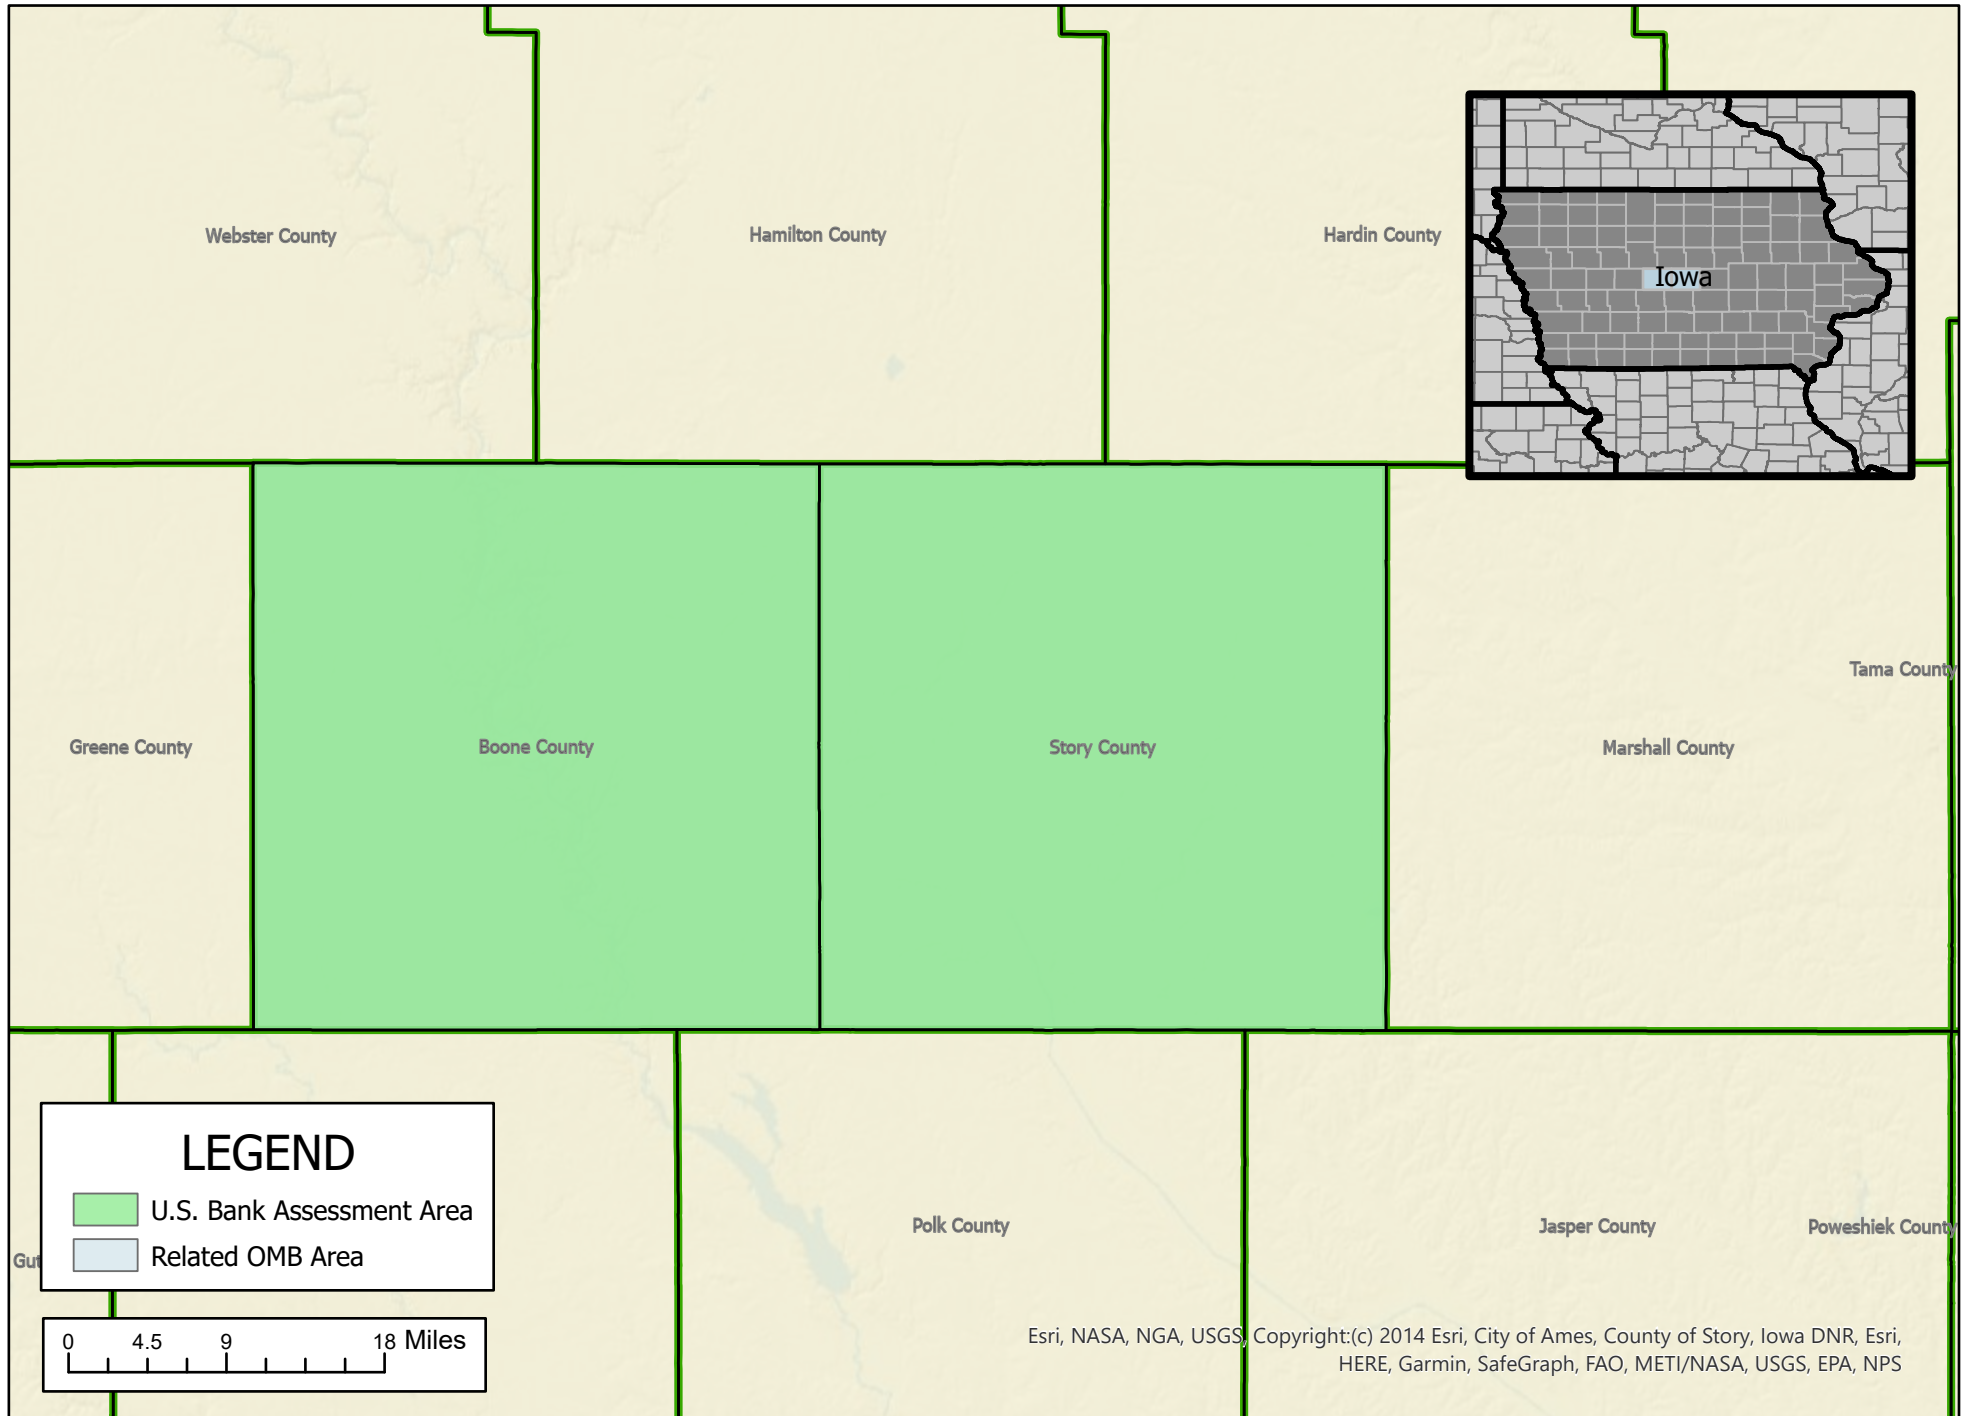 Webster County
Hamilton County
Hardin County
Iowa
Tama County
Greene County
Boone County
Story County
Marshall County
LEGEND
U.S. Bank Assessment Area
Related OMB Area
Polk County
Jasper County
Poweshiek County
Gut
0 4.5 9 18 Miles
Esri, NASA, NGA, USGS, Copyright:(c) 2014 Esri, City of Ames, County of Story, Iowa DNR, Esri,
HERE, Garmin, SafeGraph, FAO, METI/NASA, USGS, EPA, NPS